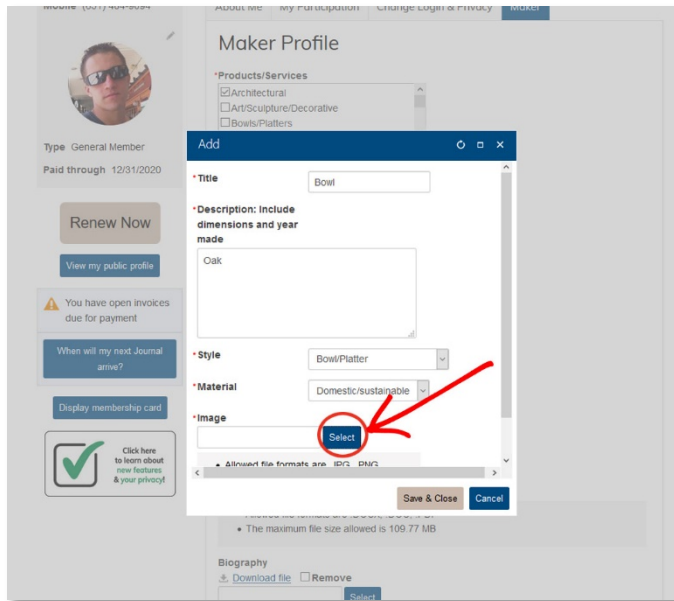 Mobile (651) 484-9094
About Me
My Participation
Change Login & Privacy
Maker
Maker Profile
*Products/Services
Architectural
Art/Sculpture/Decorative
Bowls/Platters
Type General Member
Paid through 12/31/2020
Renew Now
View my public profile
You have open invoices
due for payment
When will my next Journal
arrive?
Display membership card
Click here
to learn about
new features
& your privacy!
Add
*Title
Bowl
*Description: Include
dimensions and year
made
Oak
*Style
Bowl/Platter
*Material
Domestic/sustainable
*Image
Select
• Allowed file formats are .JPG, .PNG
Save & Close
Cancel
• The maximum file size allowed is 109.77 MB
Biography
Download file
Remove
Select